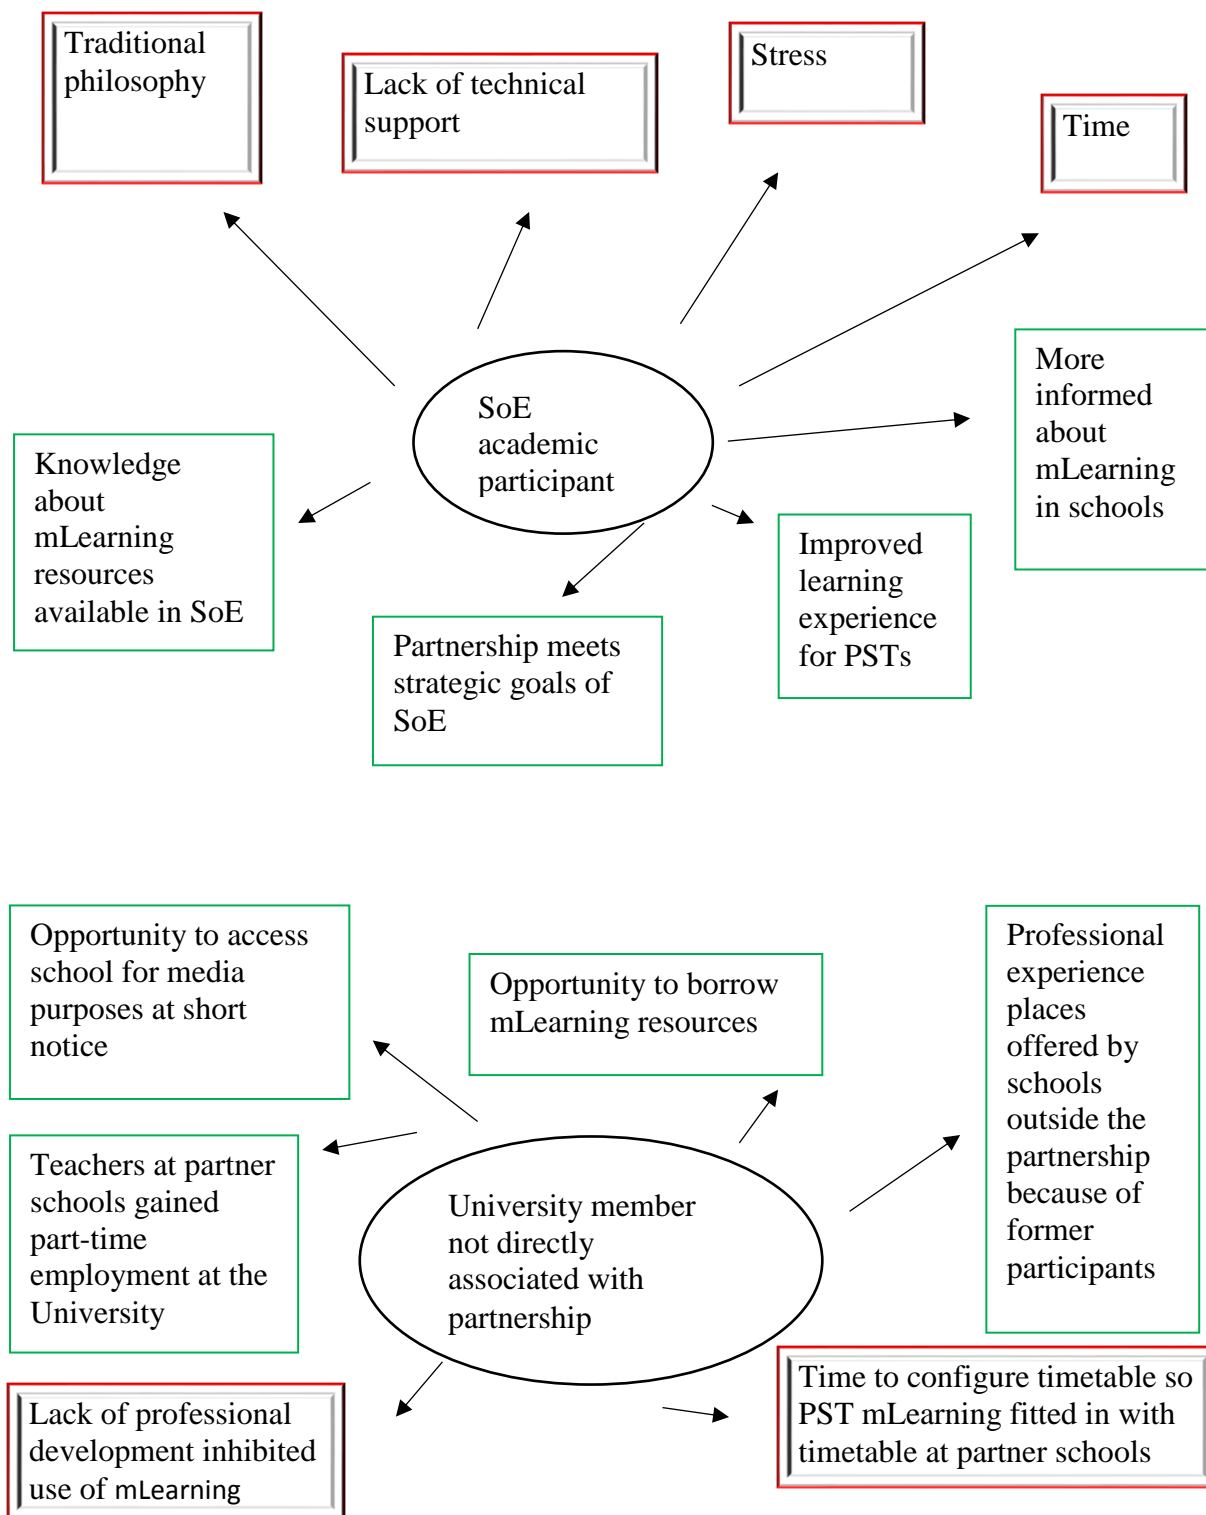 Traditional
philosophy
Lack of technical
support
Stress
Time
SoE
academic
participant
More
informed
about
mLearning
in schools
Knowledge
about
mLearning
resources
available in SoE
Improved
learning
experience
for PSTs
Partnership meets
strategic goals of
SoE
Opportunity to access
school for media
purposes at short
notice
Opportunity to borrow
mLearning resources
Professional
experience
places
offered by
schools
outside the
partnership
because of
former
participants
Teachers at partner
schools gained
part-time
employment at the
University
University member
not directly
associated with
partnership
Time to configure timetable so
PST mLearning fitted in with
timetable at partner schools
Lack of professional
development inhibited
use of mLearning